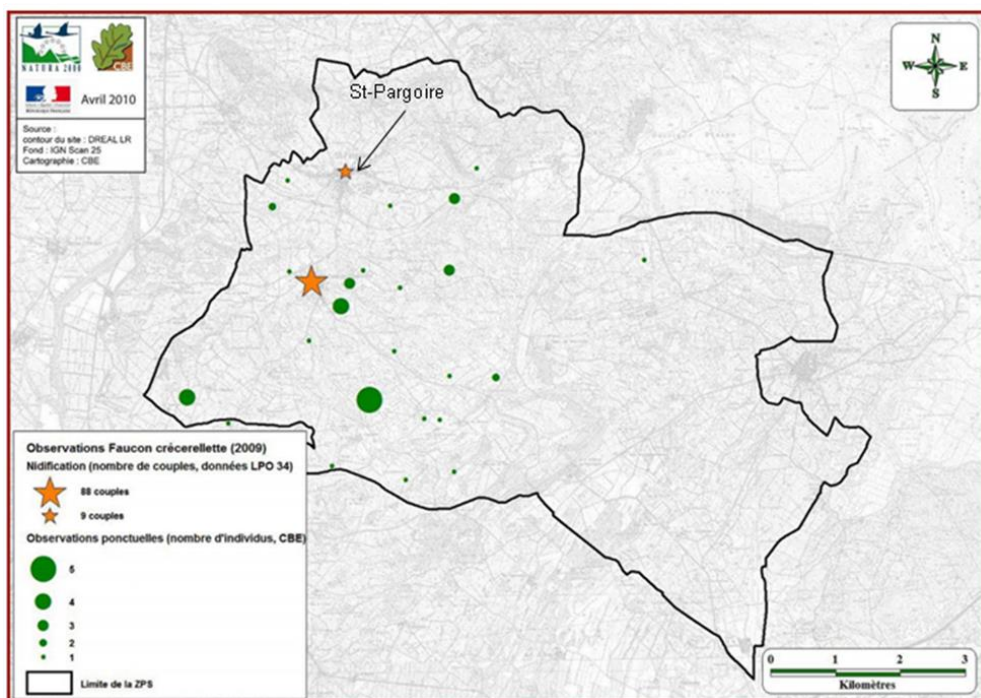 NATURA 2000
CBE
Avril 2010
Source :
contour du site : DREAL LR
Fond : IGN Scan 25
Cartographie : CBE
St-Pargoire
N
W E
S
Observations Faucon crécerellette (2009)
Nidification (nombre de couples, données LPO 34)
88 couples
9 couples
Observations ponctuelles (nombre d'individus, CBE)
5
4
3
2
1
Limite de la ZPS
0 1 2 3
Kilomètres